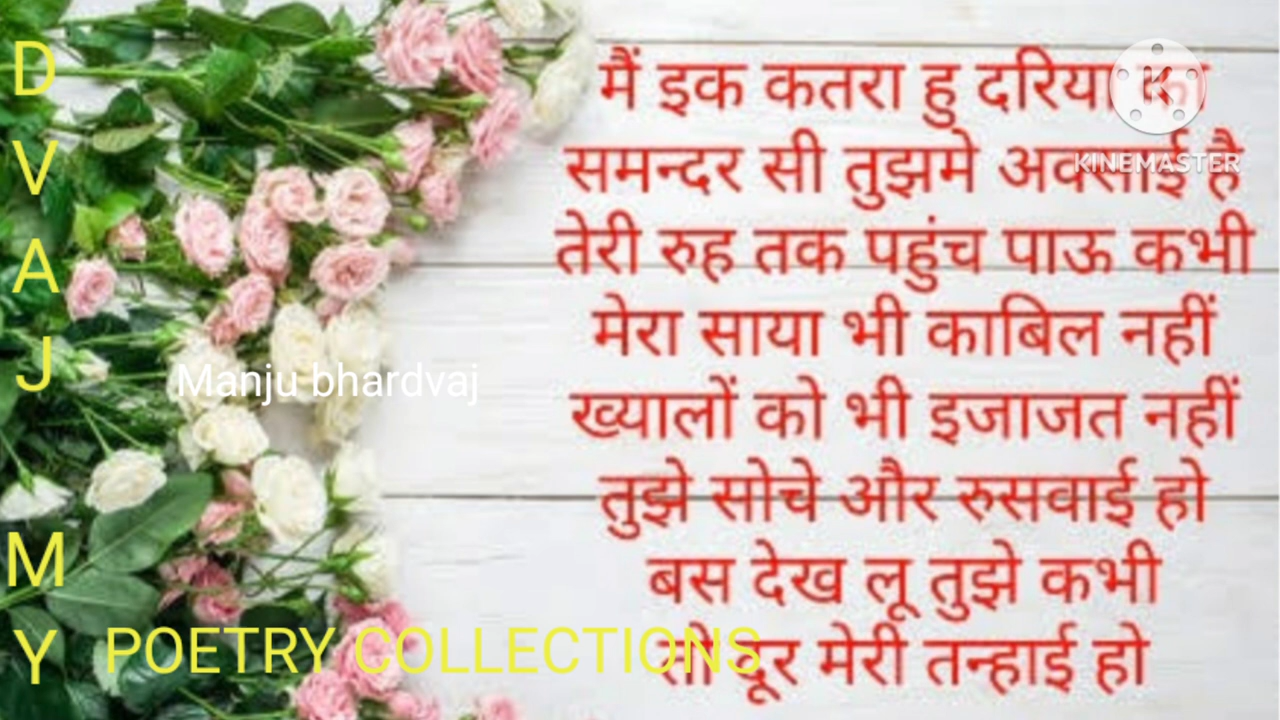 मैं इक कतरा हु दरिया का
समन्दर सी तुझमे अक्साई है
तेरी रुह तक पहुंच पाऊ कभी
मेरा साया भी काबिल नहीं
ख्यालों को भी इजाजत नहीं
तुझे सोचे और रुसवाई हो
बस देख लू तुझे कभी
तो दूर मेरी तन्हाई हो
K
KINEMASTER
Manju bhardvaj
DVAJ MY
POETRY COLLECTIONS